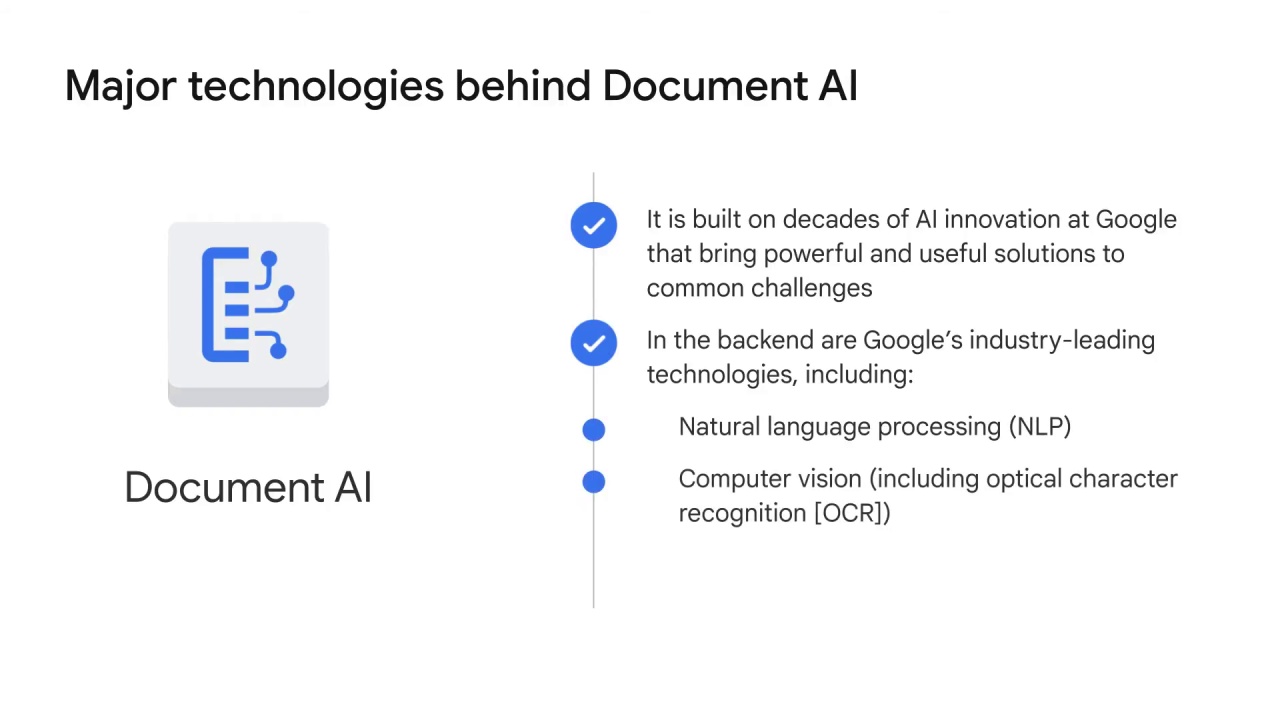 Major technologies behind Document AI
It is built on decades of AI innovation at Google
that bring powerful and useful solutions to
common challenges
In the backend are Google’s industry-leading
technologies, including:
Natural language processing (NLP)
Computer vision (including optical character
recognition [OCR])
Document AI